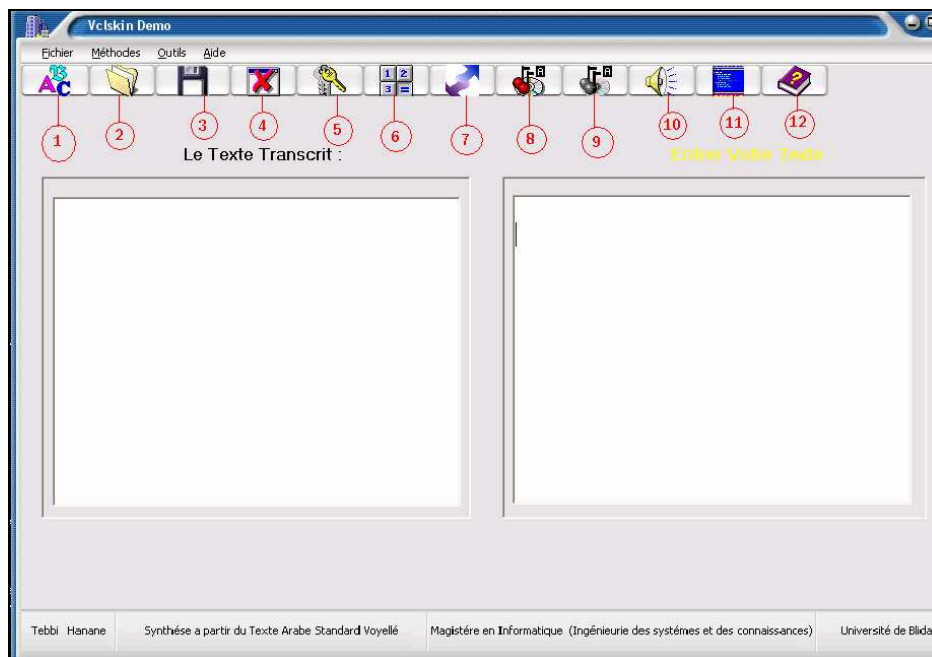 Vclskin Demo
Fichier Méthodes Outils Aide
1 2 3 4 5 6 7 8 9 10 11 12
Le Texte Transcrit : Entrer Votre Texte
Tebbi Hanane Synthése a partir du Texte Arabe Standard Voyellé Magistére en Informatique (Ingénieurie des systémes et des connaissances) Université de Blida